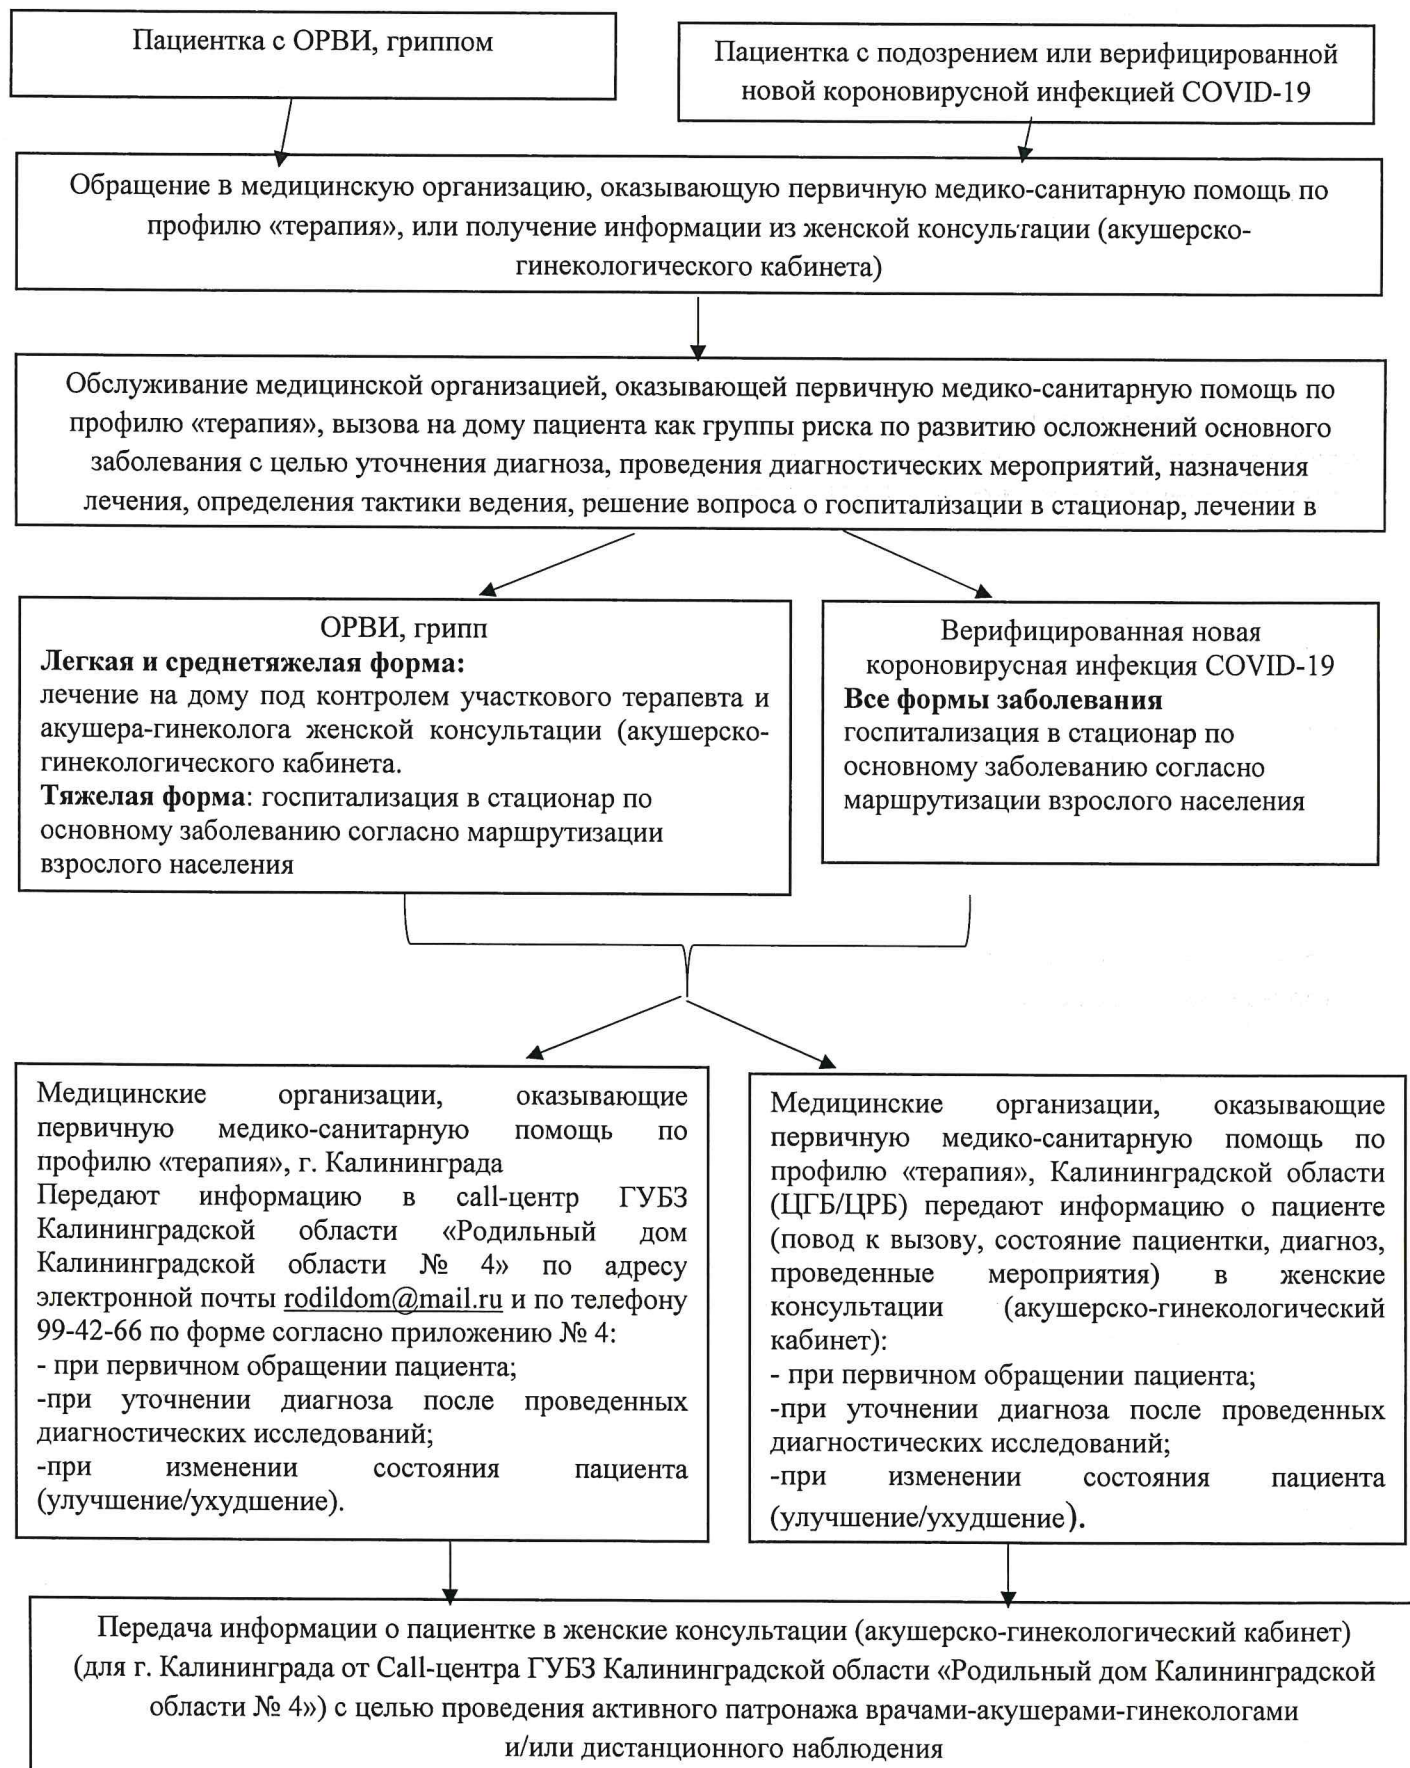 Пациентка с ОРВИ, гриппом
Пациентка с подозрением или верифицированной
новой короновирусной инфекцией COVID-19
Обращение в медицинскую организацию, оказывающую первичную медико-санитарную помощь по
профилю «терапия», или получение информации из женской консультации (акушерско-
гинекологического кабинета)
Обслуживание медицинской организацией, оказывающей первичную медико-санитарную помощь по
профилю «терапия», вызова на дому пациента как группы риска по развитию осложнений основного
заболевания с целью уточнения диагноза, проведения диагностических мероприятий, назначения
лечения, определения тактики ведения, решение вопроса о госпитализации в стационар, лечении в
ОРВИ, грипп
Легкая и среднетяжелая форма:
лечение на дому под контролем участкового терапевта и
акушера-гинеколога женской консультации (акушерско-
гинекологического кабинета.
Тяжелая форма: госпитализация в стационар по
основному заболеванию согласно маршрутизации
взрослого населения
Верифицированная новая
короновирусная инфекция COVID-19
Все формы заболевания
госпитализация в стационар по
основному заболеванию согласно
маршрутизации взрослого населения
Медицинские организации, оказывающие
первичную медико-санитарную помощь по
профилю «терапия», г. Калининграда
Передают информацию в call-центр ГУБЗ
Калининградской области «Родильный дом
Калининградской области № 4» по адресу
электронной почты rodildom@mail.ru и по телефону
99-42-66 по форме согласно приложению № 4:
- при первичном обращении пациента;
-при уточнении диагноза после проведенных
диагностических исследований;
-при изменении состояния пациента
(улучшение/ухудшение).
Медицинские организации, оказывающие
первичную медико-санитарную помощь по
профилю «терапия», Калининградской области
(ЦГБ/ЦРБ) передают информацию о пациенте
(повод к вызову, состояние пациентки, диагноз,
проведенные мероприятия) в женские
консультации (акушерско-гинекологический
кабинет):
- при первичном обращении пациента;
-при уточнении диагноза после проведенных
диагностических исследований;
-при изменении состояния пациента
(улучшение/ухудшение).
Передача информации о пациентке в женские консультации (акушерско-гинекологический кабинет)
(для г. Калининграда от Call-центра ГУБЗ Калининградской области «Родильный дом Калининградской
области № 4») с целью проведения активного патронажа врачами-акушерами-гинекологами
и/или дистанционного наблюдения